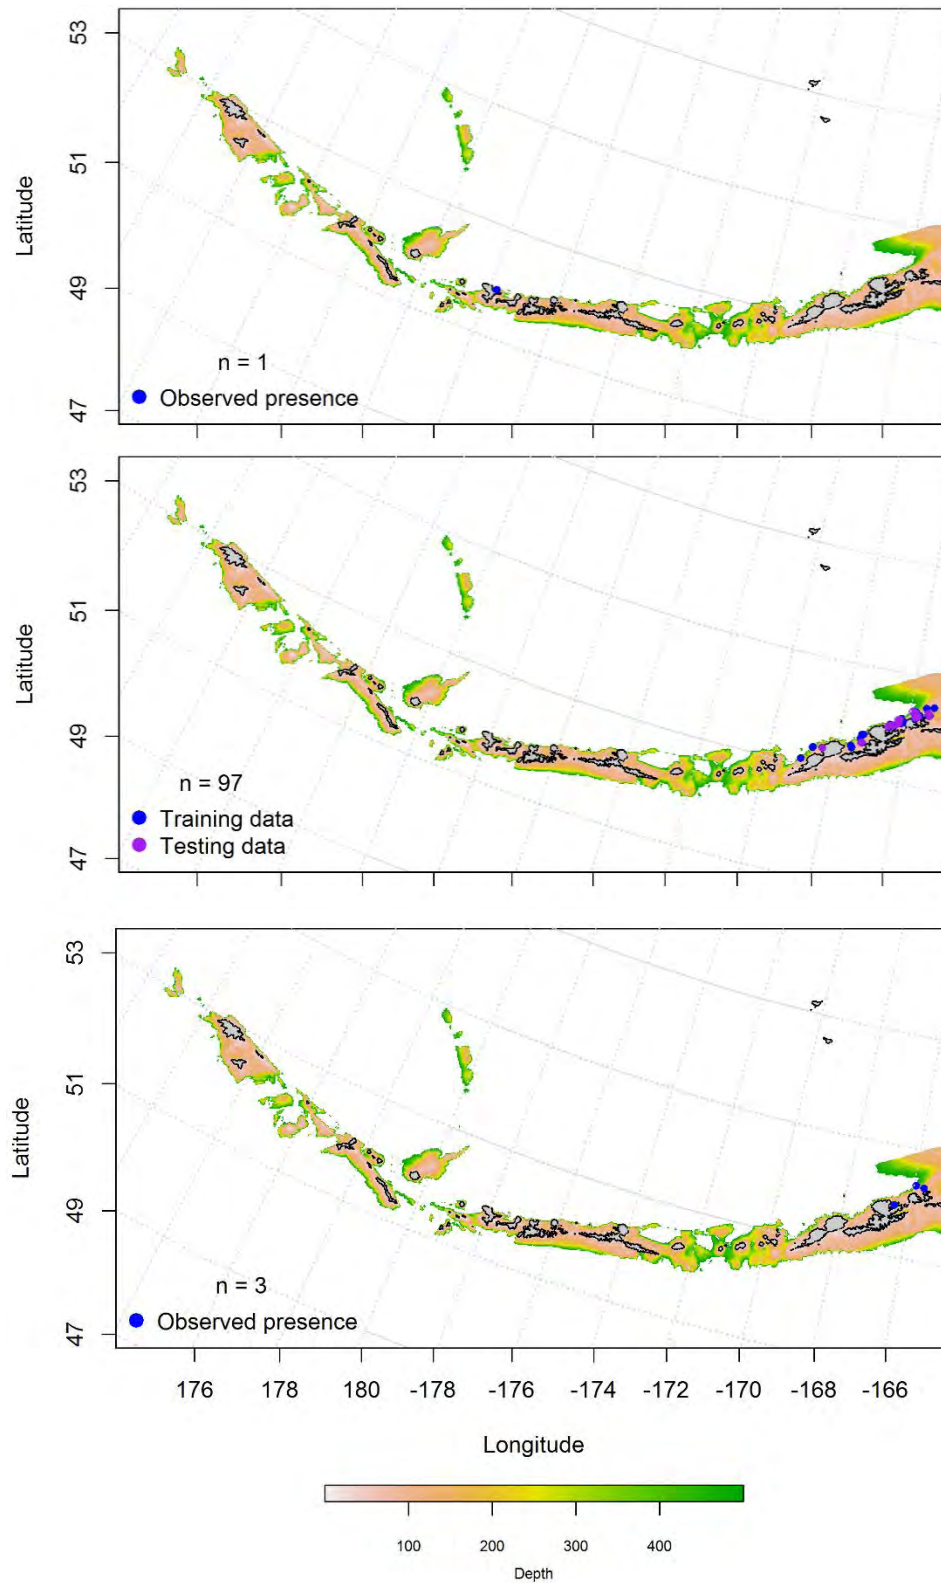 53
51
49
47
Latitude
n = 1
Observed presence
53
51
49
47
Latitude
n = 97
Training data
Testing data
53
51
49
47
Latitude
n = 3
Observed presence
176 178 180 -178 -176 -174 -172 -170 -168 -166
Longitude
100 200 300 400
Depth